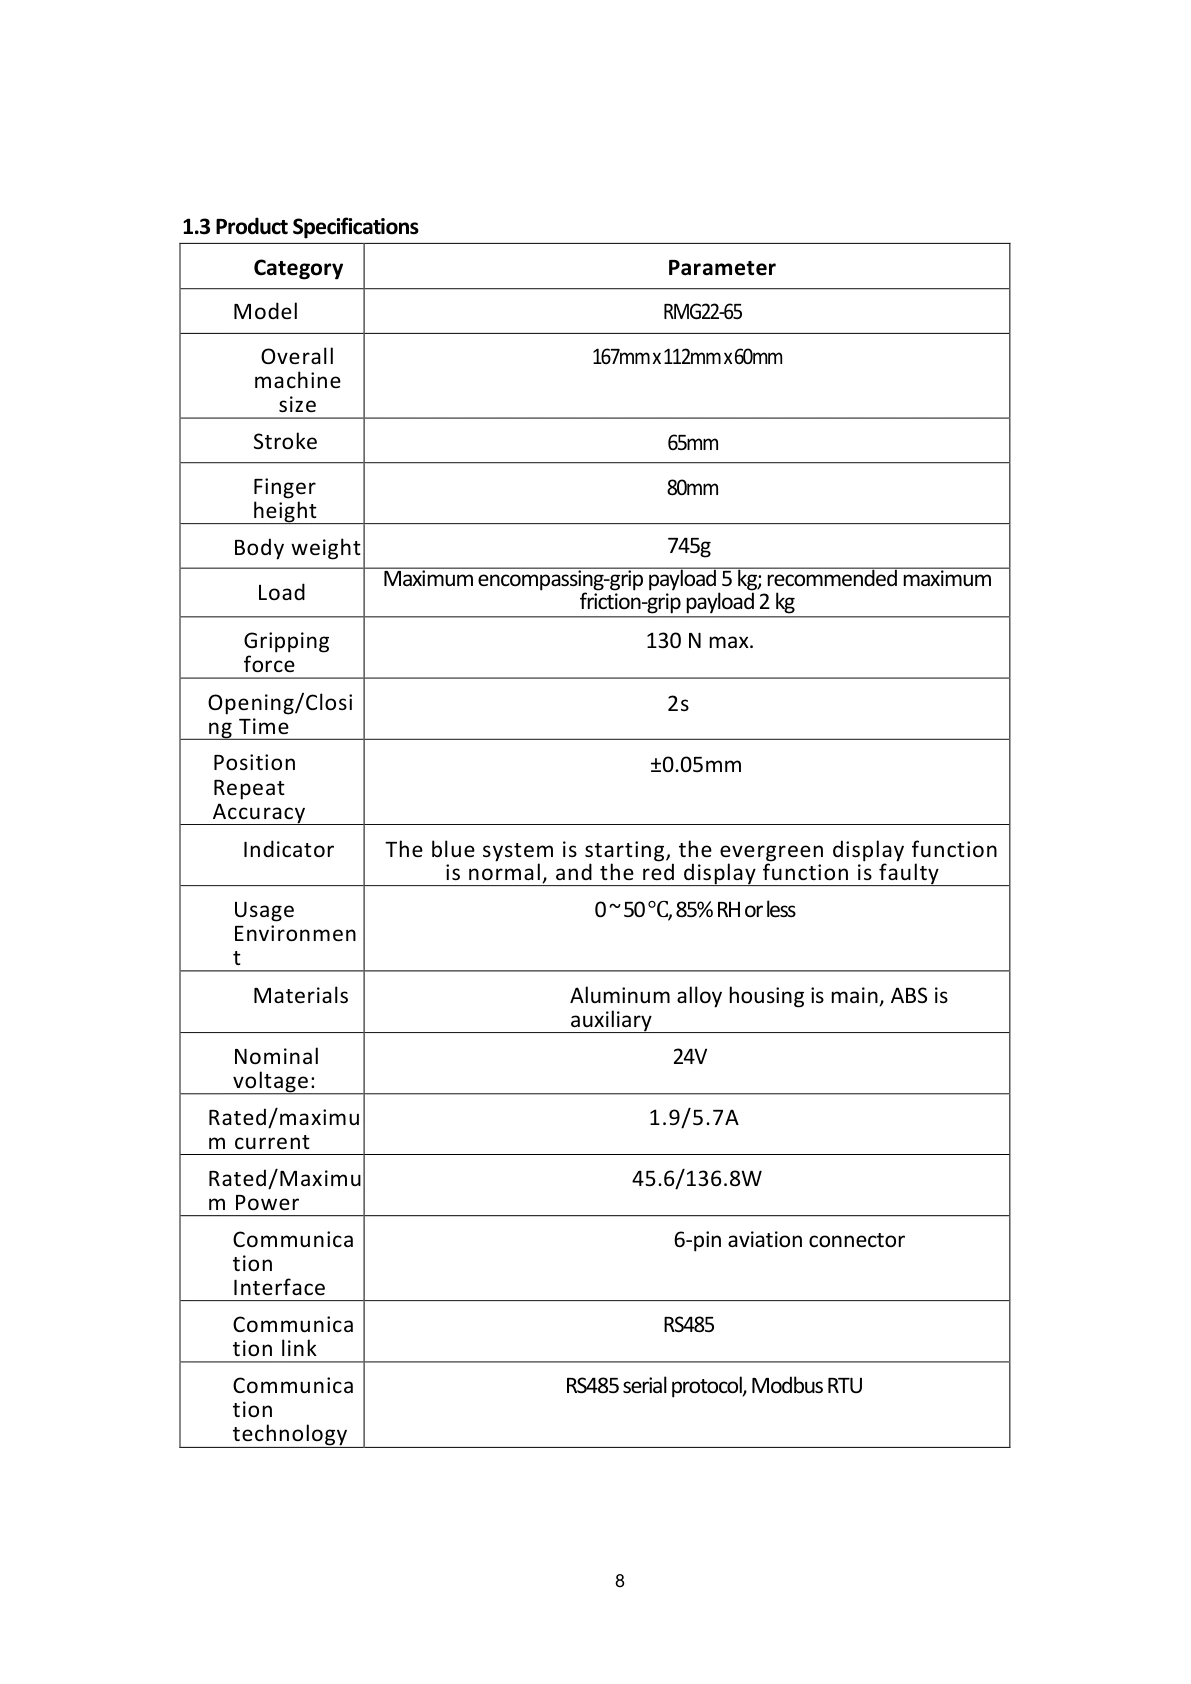 1.3 Product Specifications
Category
Parameter
Model
RMG22-65
Overall
machine
size
167mm x 112mm x 60mm
Stroke
65mm
Finger
height
80mm
Body weight
745g
Load
Maximum encompassing-grip payload 5 kg; recommended maximum
friction-grip payload 2 kg
Gripping
force
130 N max.
Opening/Closi
ng Time
2s
Position
Repeat
Accuracy
±0.05mm
Indicator
The blue system is starting, the evergreen display function
is normal, and the red display function is faulty
Usage
Environmen
t
0 ~ 50 ℃, 85% RH or less
Materials
Aluminum alloy housing is main, ABS is
auxiliary
Nominal
voltage:
24V
Rated/maximu
m current
1.9/5.7A
Rated/Maximu
m Power
45.6/136.8W
Communica
tion
Interface
6-pin aviation connector
Communica
tion link
RS485
Communica
tion
technology
RS485 serial protocol, Modbus RTU
8